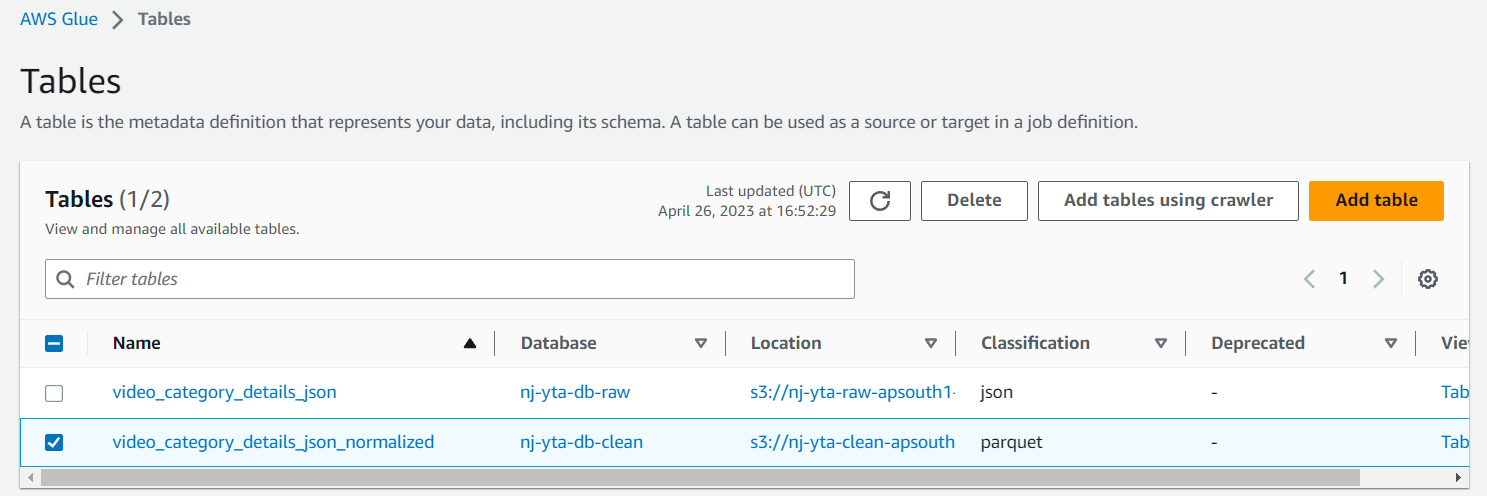 AWS Glue > Tables
Tables
A table is the metadata definition that represents your data, including its schema. A table can be used as a source or target in a job definition.
Tables (1/2)
View and manage all available tables.
Last updated (UTC)
April 26, 2023 at 16:52:29
Delete
Add tables using crawler
Add table
Filter tables
1
Name Database Location Classification Deprecated Vie
video_category_details_json nj-yta-db-raw s3://nj-yta-raw-apsouth1- json - Tab
video_category_details_json_normalized nj-yta-db-clean s3://nj-yta-clean-apsouth parquet - Tab